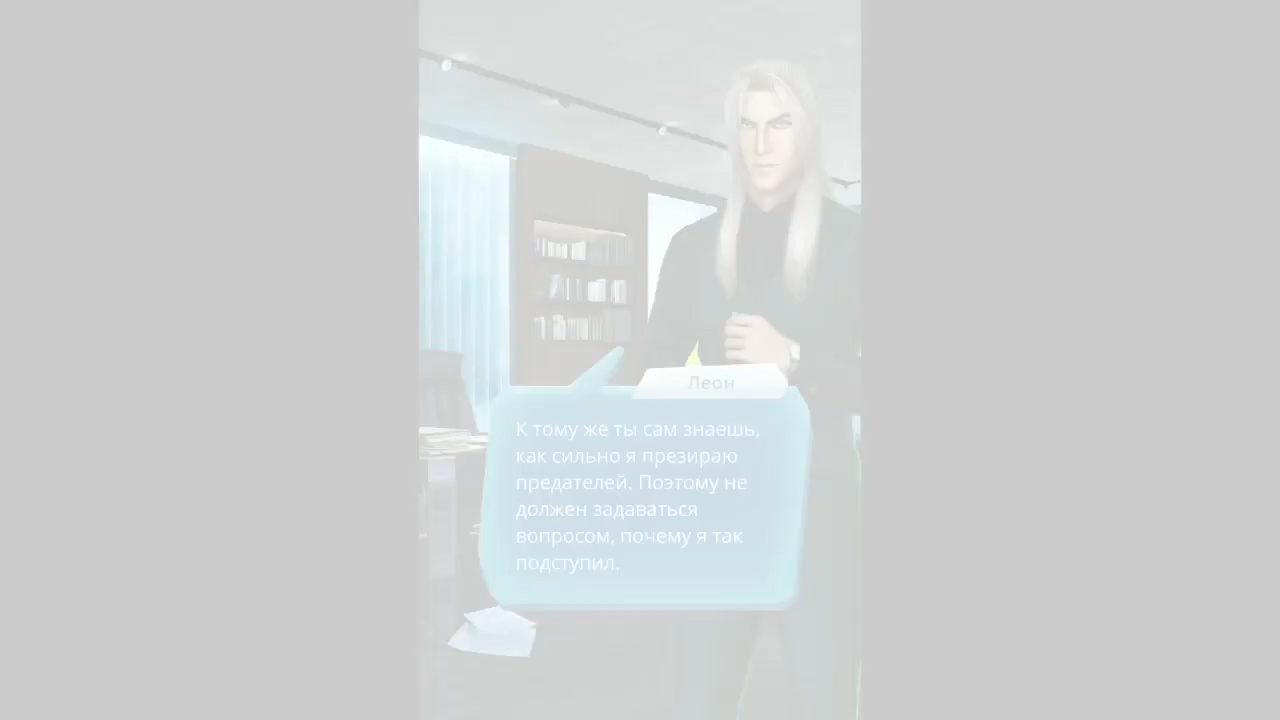 Леон
К тому же ты сам знаешь,
как сильно я презираю
предателей. Поэтому не
должен задаваться
вопросом, почему я так
подступил.